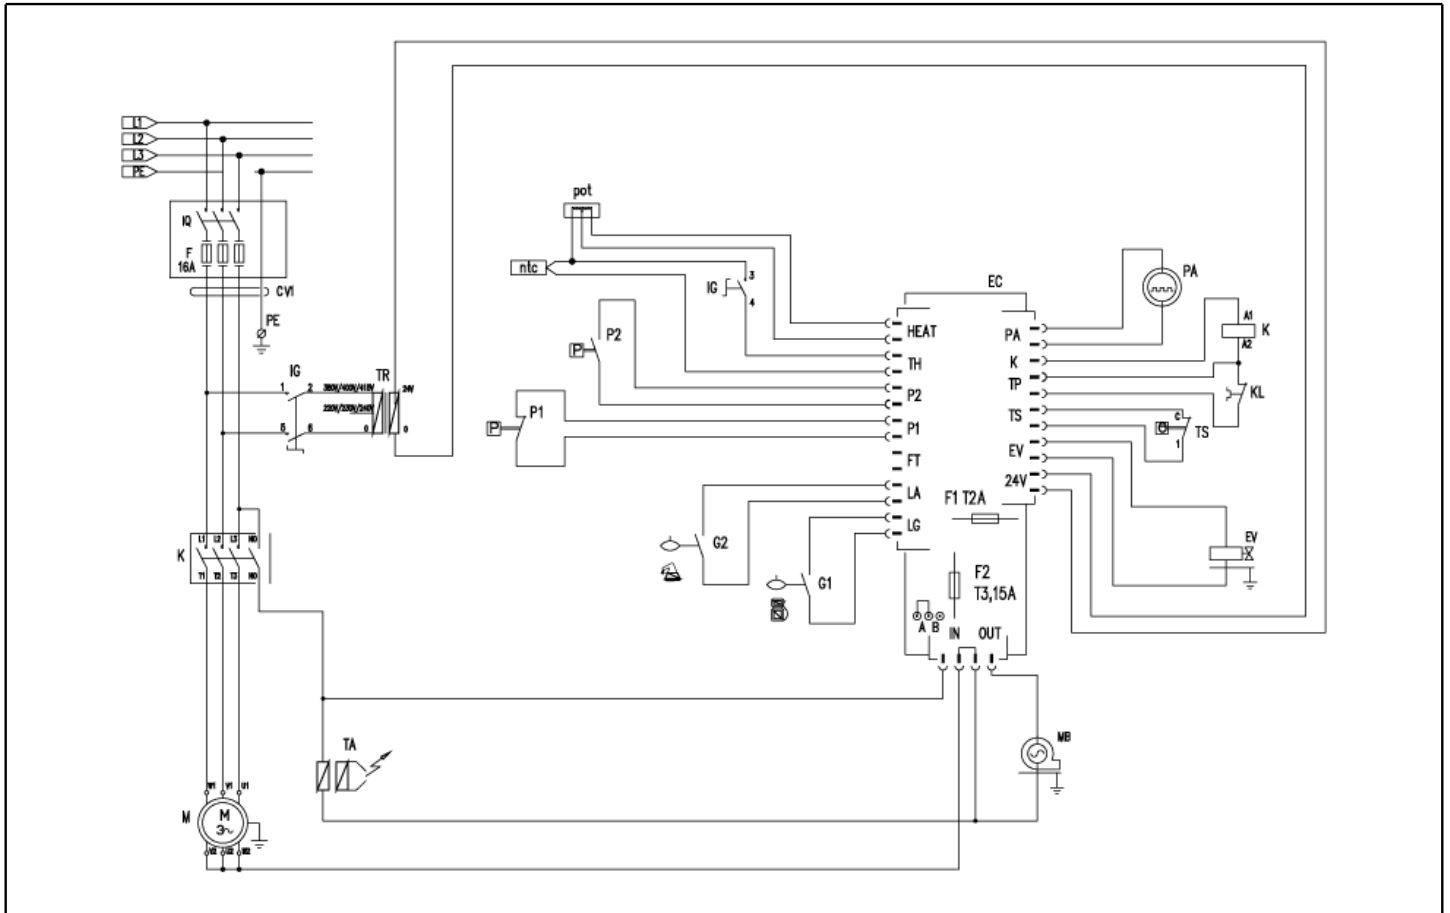 L1
L2
L3
PE
IQ
F
16A
CV1
PE
IG
1
2
5
6
380V/400V/415V
220V/230V/240V
0
TR
24V
0
pot
ntc
IG
3
4
P
P2
P
P1
G2
G1
EC
HEAT
TH
P2
P1
FT
LA
LG
PA
K
TP
TS
EV
24V
F1 T2A
F2
T3,15A
A B
IN
OUT
PA
A1
K
A2
KL
C
TS
1
EV
K
L1 L2 L3 NO
T1 T2 T3 NO
TA
MB
W1 V1 U1
M
M
3~